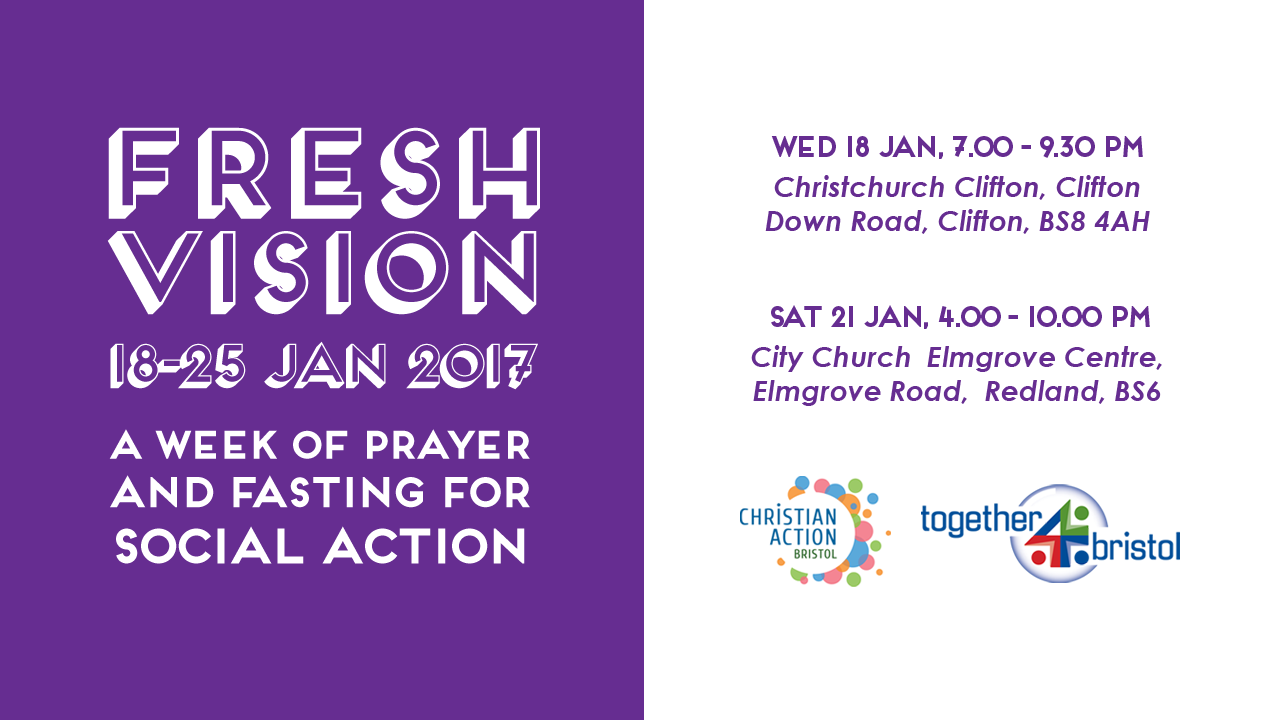 FRESH
VISION
18-25 JAN 2017
A WEEK OF PRAYER
AND FASTING FOR
SOCIAL ACTION
WED 18 JAN, 7.00 - 9.30 PM
Christchurch Clifton, Clifton
Down Road, Clifton, BS8 4AH
SAT 21 JAN, 4.00 - 10.00 PM
City Church  Elmgrove Centre,
Elmgrove Road,  Redland, BS6
CHRiSTIAN
ACTION
BRISTOL
together
4
bristol